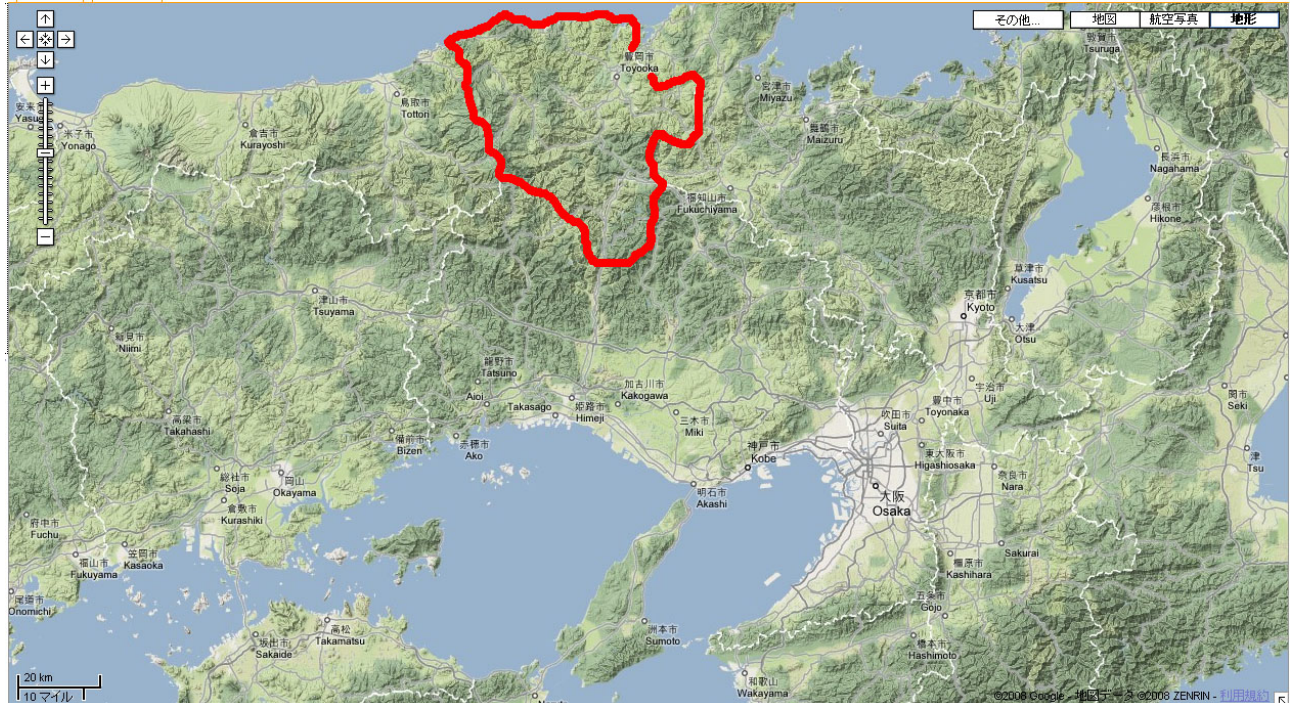 その他...
地図
航空写真
地形
敦賀市
Tsuruga
豊岡市
Toyooka
宮津市
Miyazu
鳥取市
Tottori
米子市
Yonago
倉吉市
Kurayoshi
舞鶴市
Maizuru
長浜市
Nagahama
福知山市
Fukuchiyama
彦根市
Hikone
草津市
Kusatsu
京都市
Kyoto
大津
Otsu
津山市
Tsuyama
新見市
Niimi
龍野市
Tatsuno
Aioi
加古川市
Kakogawa
宇治市
Uji
関市
Seki
Takasago
姫路市
Himeji
豊中市
Toyonaka
吹田市
Suita
三木市
Miki
高梁市
Takahashi
備前市
Bizen
赤穂市
Ako
神戸市
Kobe
東大阪市
Higashiosaka
津
Tsu
総社市
Soja
岡山
Okayama
奈良市
Nara
明石市
Akashi
大阪
Osaka
倉敷市
Kurashiki
府中市
Fuchu
笠岡市
Kasaoka
福山市
Fukuyama
Sakurai
橿原市
Kashihara
尾道市
Onomichi
五条市
Gojo
高松
Takamatsu
洲本市
Sumoto
坂出市
Sakaide
橋本市
Hashimoto
和歌山
Wakayama
20 km
10 マイル
©2008 Google - 地図データ ©2008 ZENRIN - 利用規約